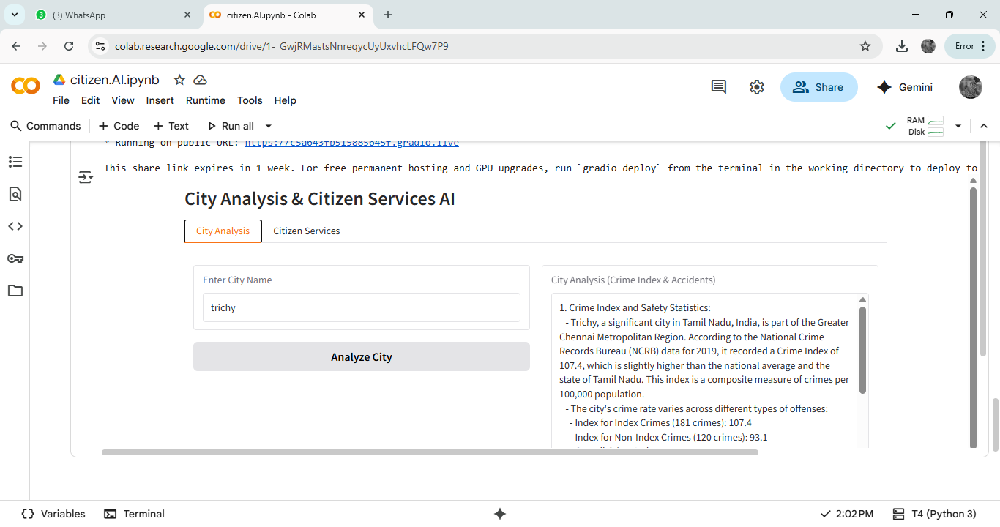 (3) WhatsApp
citizen.AI.ipynb - Colab
colab.research.google.com/drive/1-_GwjRMastsNnreqycUyUxvhcLFQw7P9
Error
citizen.AI.ipynb
File Edit View Insert Runtime Tools Help
Share
Gemini
Commands + Code + Text Run all
RAM
Disk
* Running on public URL: https://c5a643fb515885645f.gradio.live
This share link expires in 1 week. For free permanent hosting and GPU upgrades, run `gradio deploy` from the terminal in the working directory to deploy to
City Analysis & Citizen Services AI
City Analysis
Citizen Services
Enter City Name
trichy
Analyze City
City Analysis (Crime Index & Accidents)
1. Crime Index and Safety Statistics:
- Trichy, a significant city in Tamil Nadu, India, is part of the Greater
Chennai Metropolitan Region. According to the National Crime
Records Bureau (NCRB) data for 2019, it recorded a Crime Index of
107.4, which is slightly higher than the national average and the
state of Tamil Nadu. This index is a composite measure of crimes per
100,000 population.
- The city's crime rate varies across different types of offenses:
- Index for Index Crimes (181 crimes): 107.4
- Index for Non-Index Crimes (120 crimes): 93.1
Variables
Terminal
2:02 PM
T4 (Python 3)